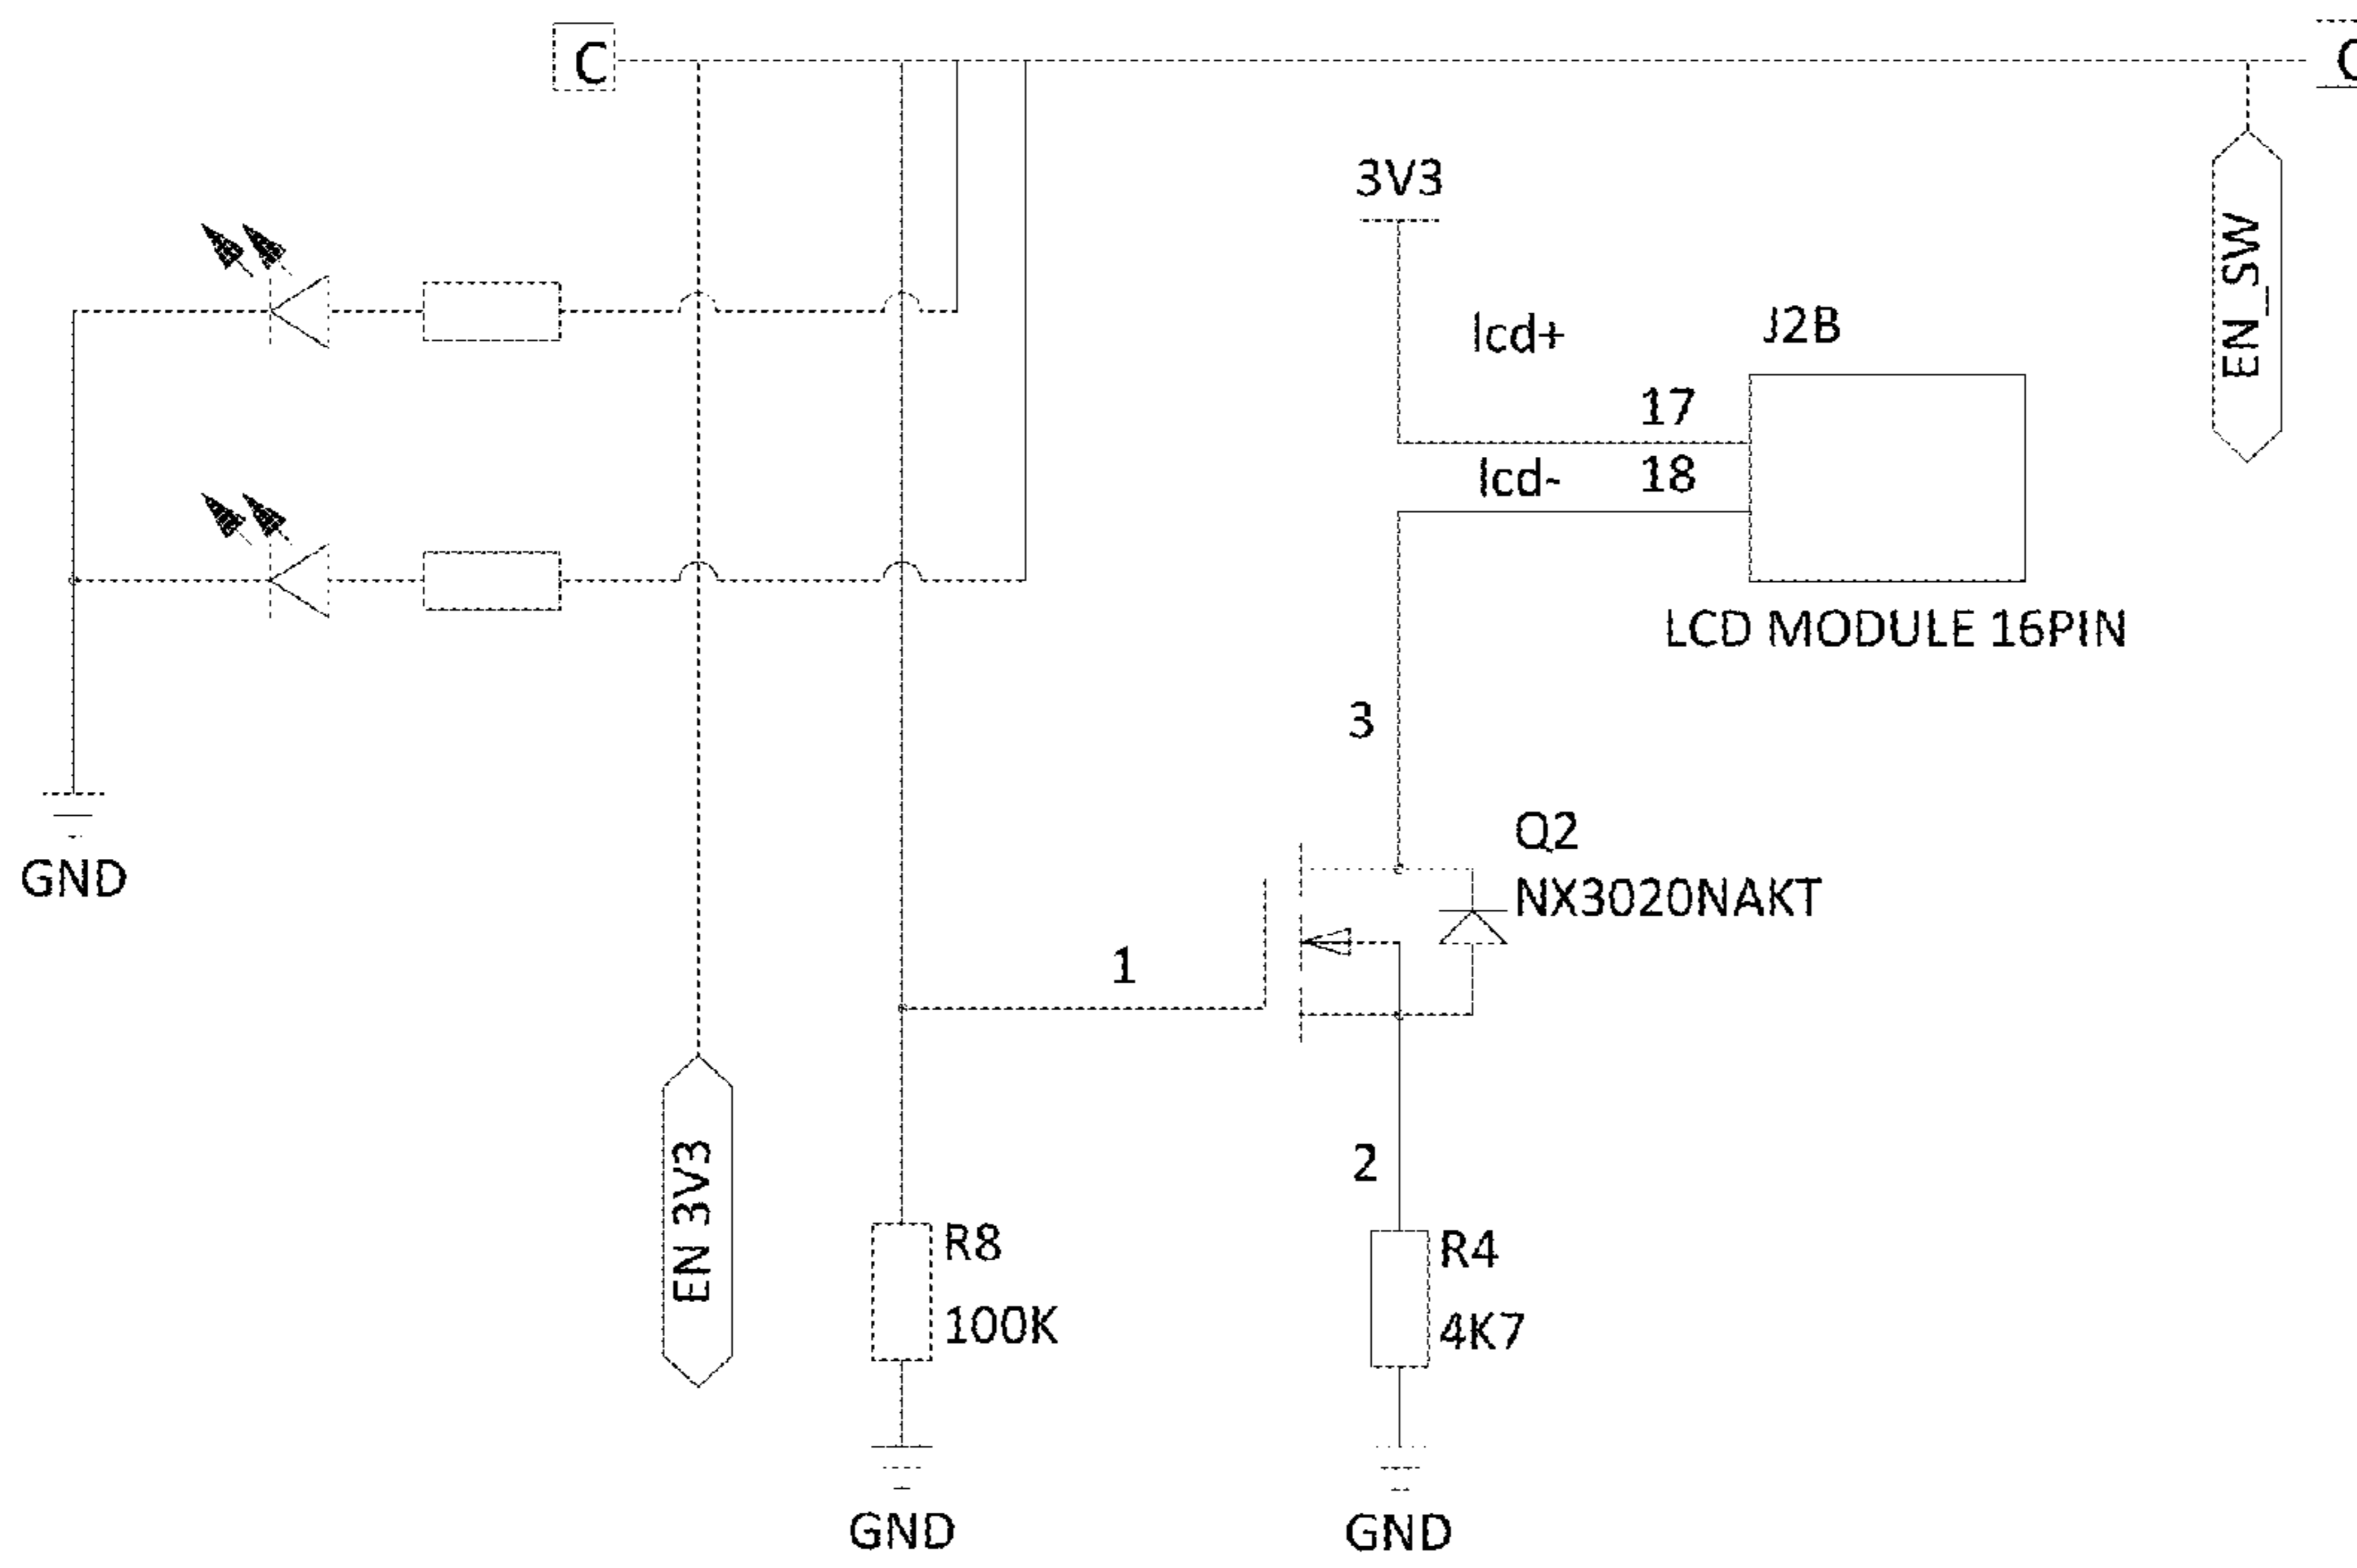 C
C
3V3
EN_SW
lcd+
J2B
17
lcd-
18
LCD MODULE 16PIN
3
Q2
NX3020NAKT
GND
1
EN 3V3
2
R8
100K
R4
4K7
GND
GND